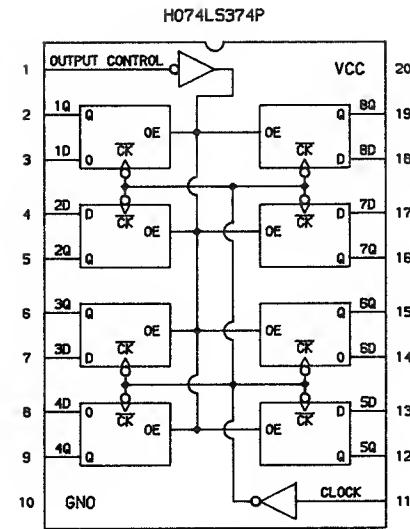 H074LS374P
1 OUTPUT CONTROL VCC 20
2 1Q Q OE OE Q 8Q 19
3 1D O CK CK D 8D 18
4 2D D CK CK D 7D 17
5 2Q Q OE OE Q 7Q 16
6 3Q Q OE OE Q 6Q 15
7 3D D CK CK O 6D 14
8 4D O CK CK D 5D 13
9 4Q Q OE OE Q 5Q 12
10 GNO CLOCK 11